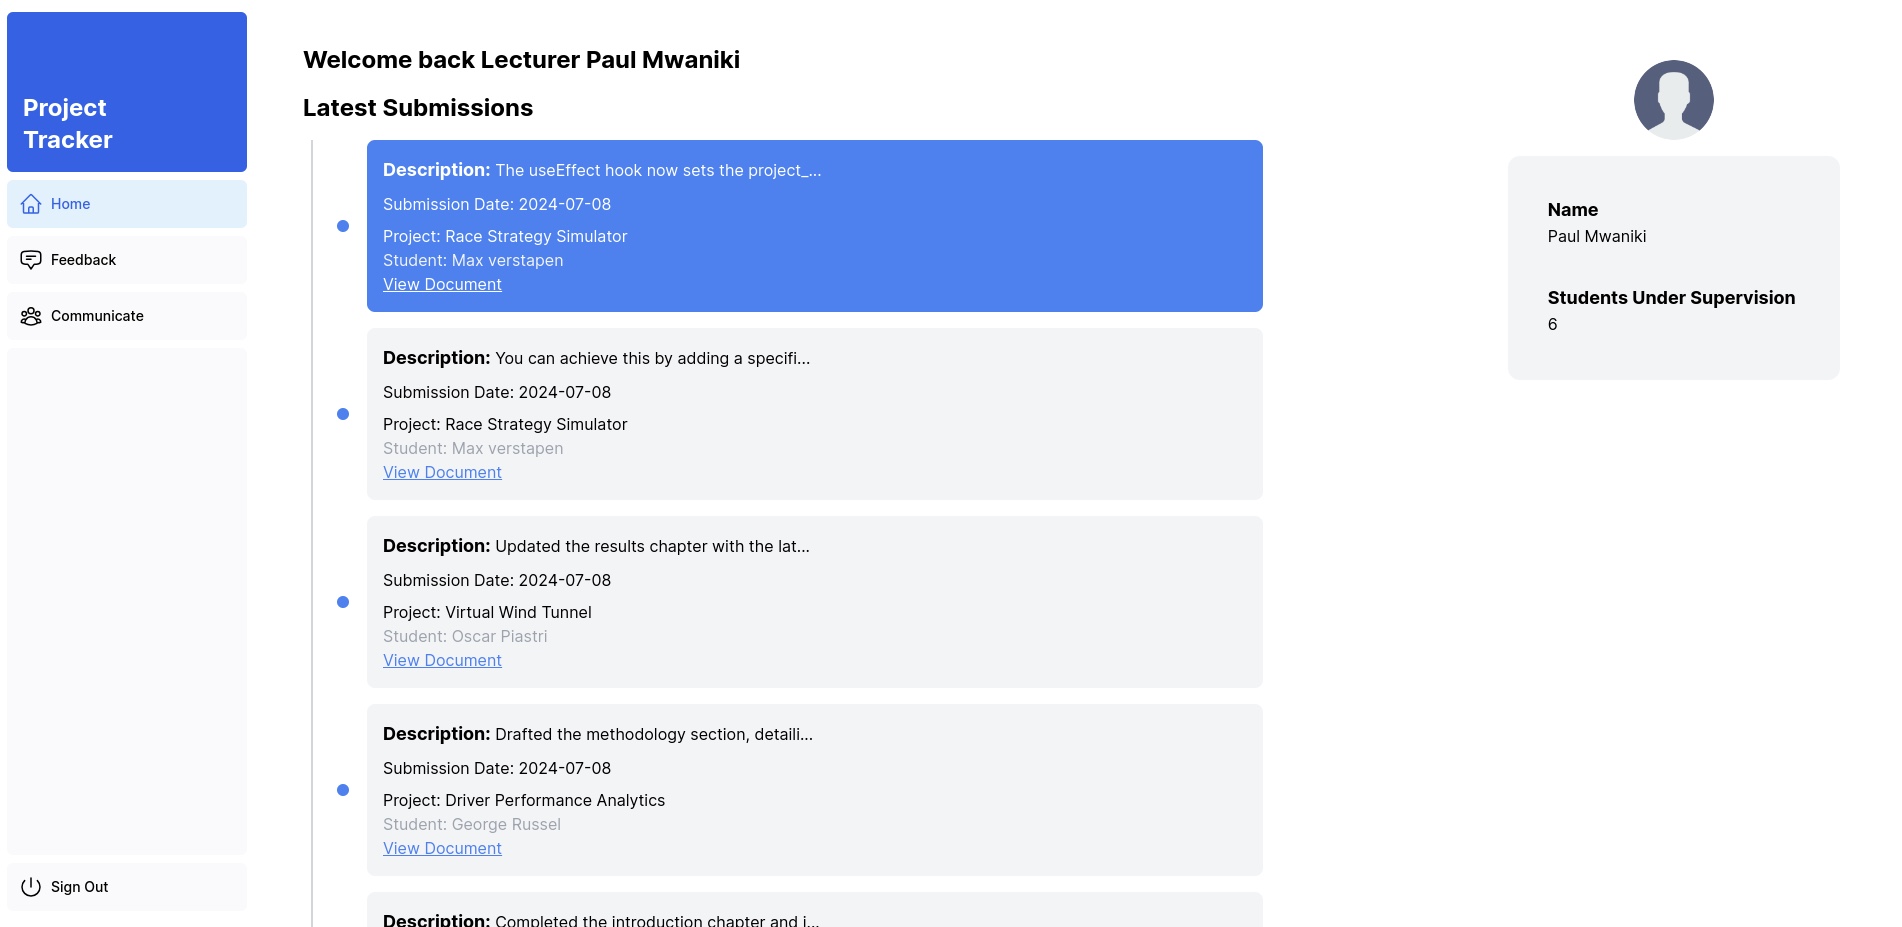 Project
Tracker
Home
Feedback
Communicate
Sign Out
Welcome back Lecturer Paul Mwaniki
Latest Submissions
Description: The useEffect hook now sets the project_...
Submission Date: 2024-07-08
Project: Race Strategy Simulator
Student: Max verstapen
View Document
Description: You can achieve this by adding a specifi...
Submission Date: 2024-07-08
Project: Race Strategy Simulator
Student: Max verstapen
View Document
Description: Updated the results chapter with the lat...
Submission Date: 2024-07-08
Project: Virtual Wind Tunnel
Student: Oscar Piastri
View Document
Description: Drafted the methodology section, detaili...
Submission Date: 2024-07-08
Project: Driver Performance Analytics
Student: George Russel
View Document
Description: Completed the introduction chapter and i...
Name
Paul Mwaniki
Students Under Supervision
6